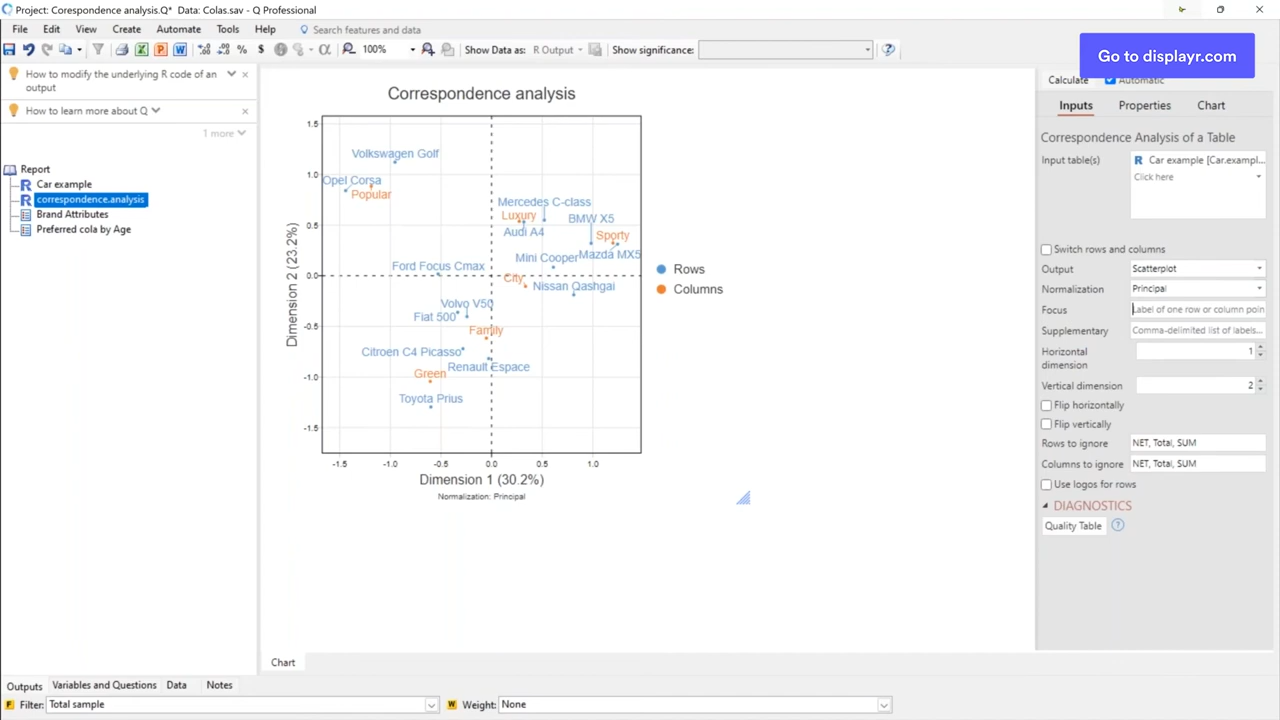 Project: Corespondence analysis.Q*  Data: Colas.sav - Q Professional
File Edit View Create Automate Tools Help Search features and data
100% Show Data as: R Output Show significance:
Go to displayr.com
How to modify the underlying R code of an
output
How to learn more about Q
1 more
Report
Car example
correspondence.analysis
Brand Attributes
Preferred cola by Age
Correspondence analysis
1.5
1.0
0.5
0.0
-0.5
-1.0
-1.5
Dimension 2 (23.2%)
Volkswagen Golf
Opel Corsa
Popular
Mercedes C-class
Luxury
BMW X5
Audi A4
Sporty
Mazda MX5
Mini Cooper
Ford Focus Cmax
City
Nissan Qashgai
Volvo V50
Fiat 500
Family
Citroen C4 Picasso
Renault Espace
Green
Toyota Prius
-1.5 -1.0 -0.5 0.0 0.5 1.0
Dimension 1 (30.2%)
Normalization: Principal
Rows
Columns
Chart
Calculate Automatic
Inputs Properties Chart
Correspondence Analysis of a Table
Input table(s) R Car example [Car.exampl...
Click here
Switch rows and columns
Output Scatterplot
Normalization Principal
Focus Label of one row or column poin
Supplementary Comma-delimited list of labels...
Horizontal
dimension 1
Vertical dimension 2
Flip horizontally
Flip vertically
Rows to ignore NET, Total, SUM
Columns to ignore NET, Total, SUM
Use logos for rows
DIAGNOSTICS
Quality Table
Outputs Variables and Questions Data Notes
F Filter: Total sample W Weight: None